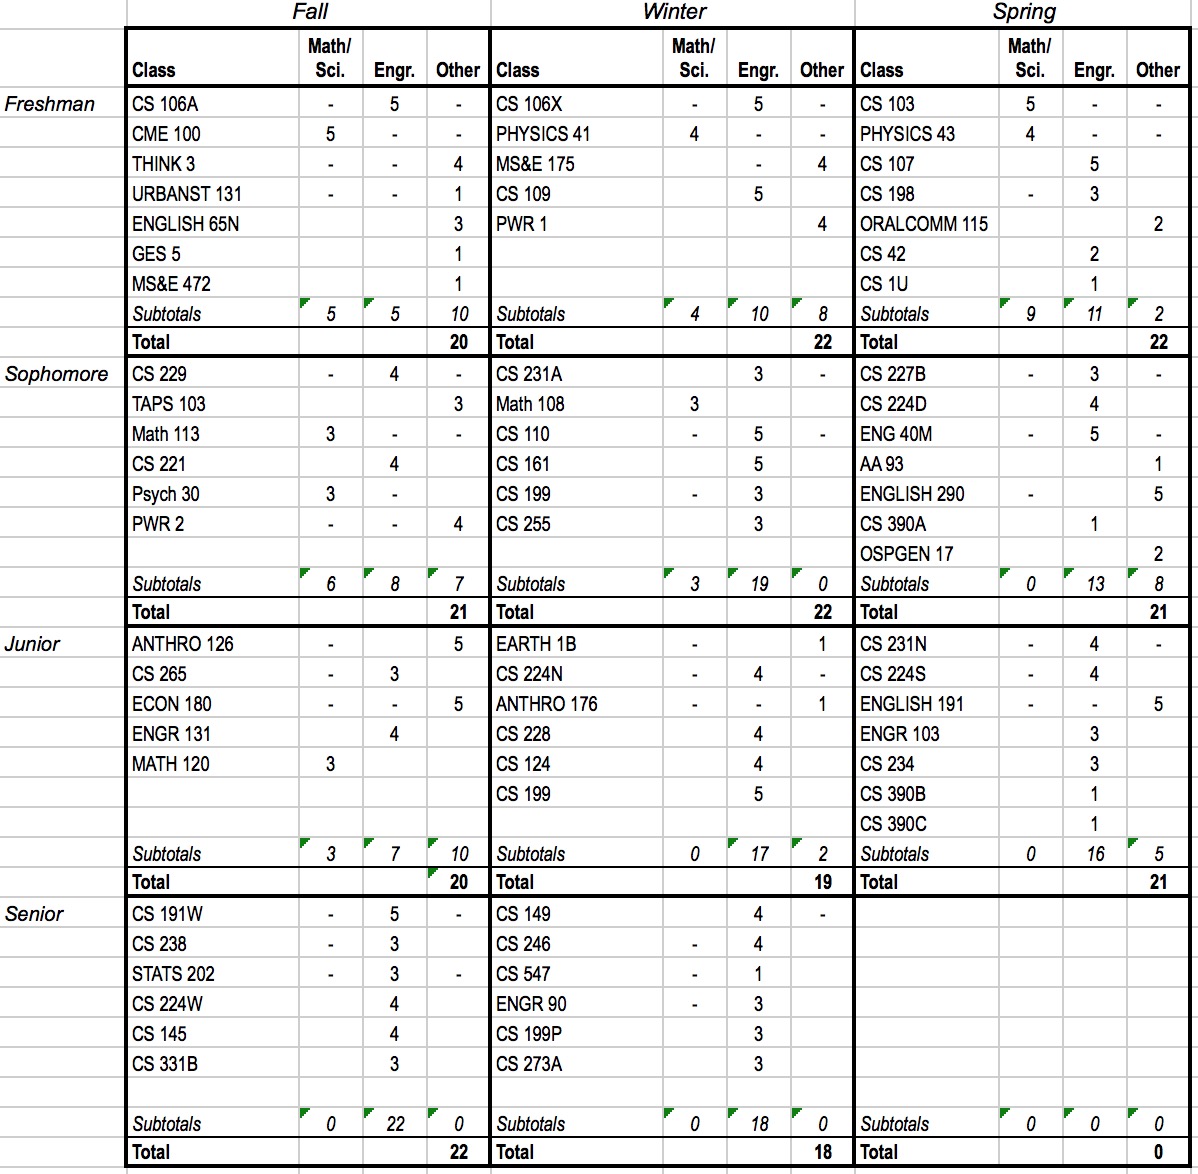 Fall Winter Spring
Class Math/ Sci. Engr. Other Class Math/ Sci. Engr. Other Class Math/ Sci. Engr. Other
Freshman CS 106A - 5 - CS 106X - 5 - CS 103 5 - -
CME 100 5 - - PHYSICS 41 4 - - PHYSICS 43 4 - -
THINK 3 - - 4 MS&E 175 - 4 CS 107 5
URBANST 131 - - 1 CS 109 5 CS 198 - 3
ENGLISH 65N 3 PWR 1 4 ORALCOMM 115 2
GES 5 1 CS 42 2
MS&E 472 1 CS 1U 1
Subtotals 5 5 10 Subtotals 4 10 8 Subtotals 9 11 2
Total 20 Total 22 Total 22
Sophomore CS 229 - 4 - CS 231A 3 - CS 227B - 3 -
TAPS 103 3 Math 108 3 CS 224D 4
Math 113 3 - - CS 110 - 5 - ENG 40M - 5 -
CS 221 4 CS 161 5 AA 93 1
Psych 30 3 - CS 199 - 3 ENGLISH 290 - 5
PWR 2 - - 4 CS 255 3 CS 390A 1
OSPGEN 17 2
Subtotals 6 8 7 Subtotals 3 19 0 Subtotals 0 13 8
Total 21 Total 22 Total 21
Junior ANTHRO 126 - 5 EARTH 1B - 1 CS 231N - 4 -
CS 265 - 3 CS 224N - 4 - CS 224S - 4
ECON 180 - - 5 ANTHRO 176 - - 1 ENGLISH 191 - - 5
ENGR 131 4 CS 228 4 ENGR 103 3
MATH 120 3 CS 124 4 CS 234 3
CS 199 5 CS 390B 1
CS 390C 1
Subtotals 3 7 10 Subtotals 0 17 2 Subtotals 0 16 5
Total 20 Total 19 Total 21
Senior CS 191W - 5 - CS 149 4 -
CS 238 - 3 CS 246 - 4
STATS 202 - 3 - CS 547 - 1
CS 224W 4 ENGR 90 - 3
CS 145 4 CS 199P 3
CS 331B 3 CS 273A 3
Subtotals 0 22 0 Subtotals 0 18 0 Subtotals 0 0 0
Total 22 Total 18 Total 0